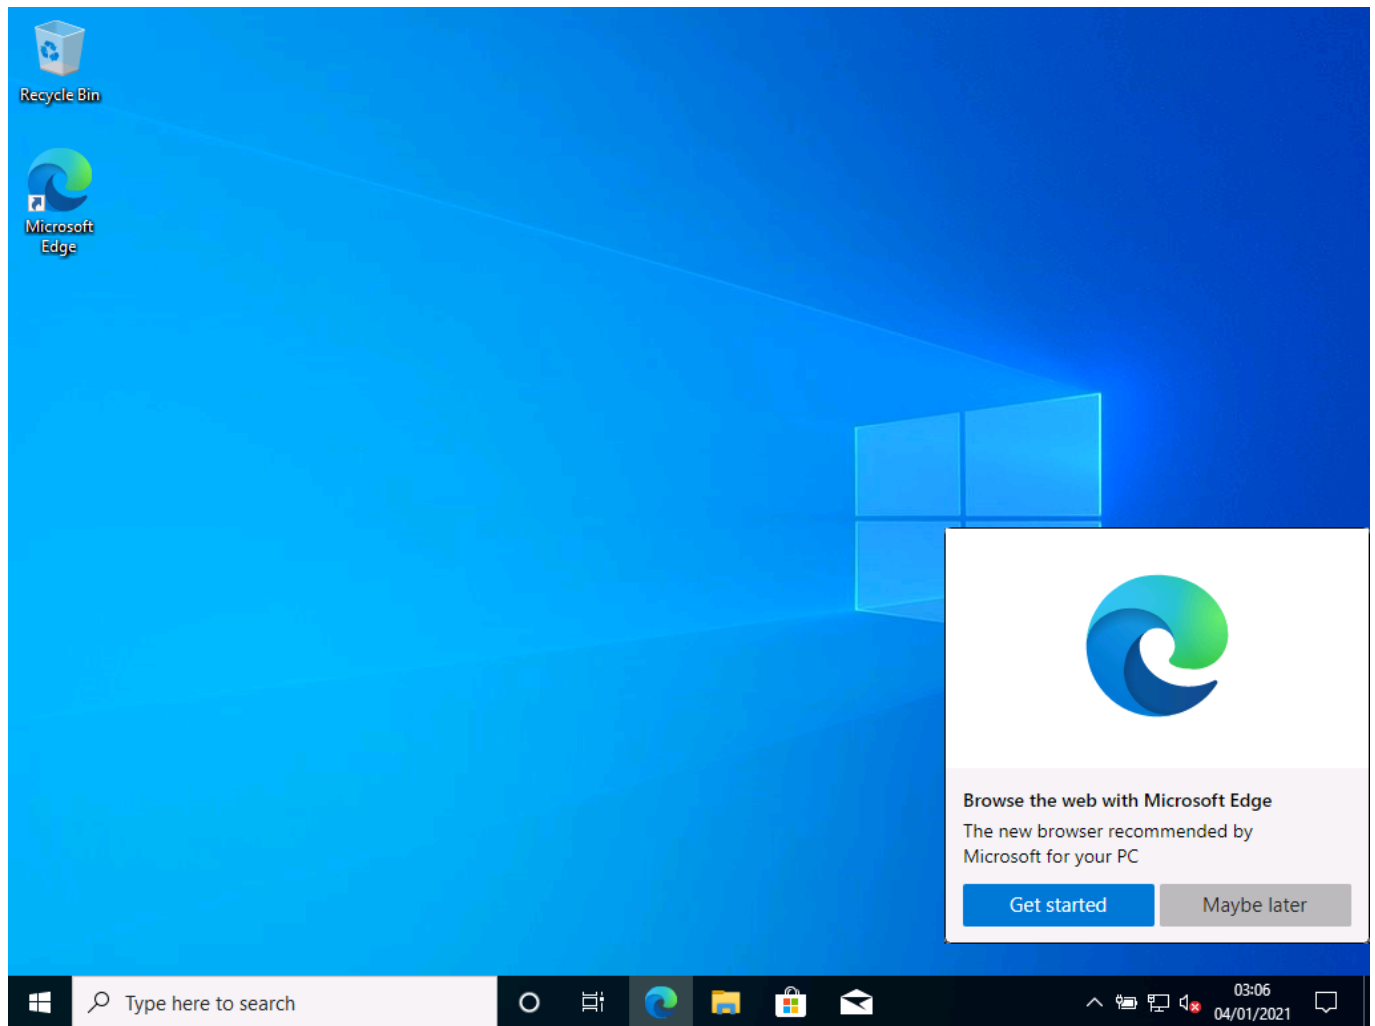 Recycle Bin
Microsoft
Edge
Browse the web with Microsoft Edge
The new browser recommended by
Microsoft for your PC
Get started
Maybe later
Type here to search
03:06
04/01/2021